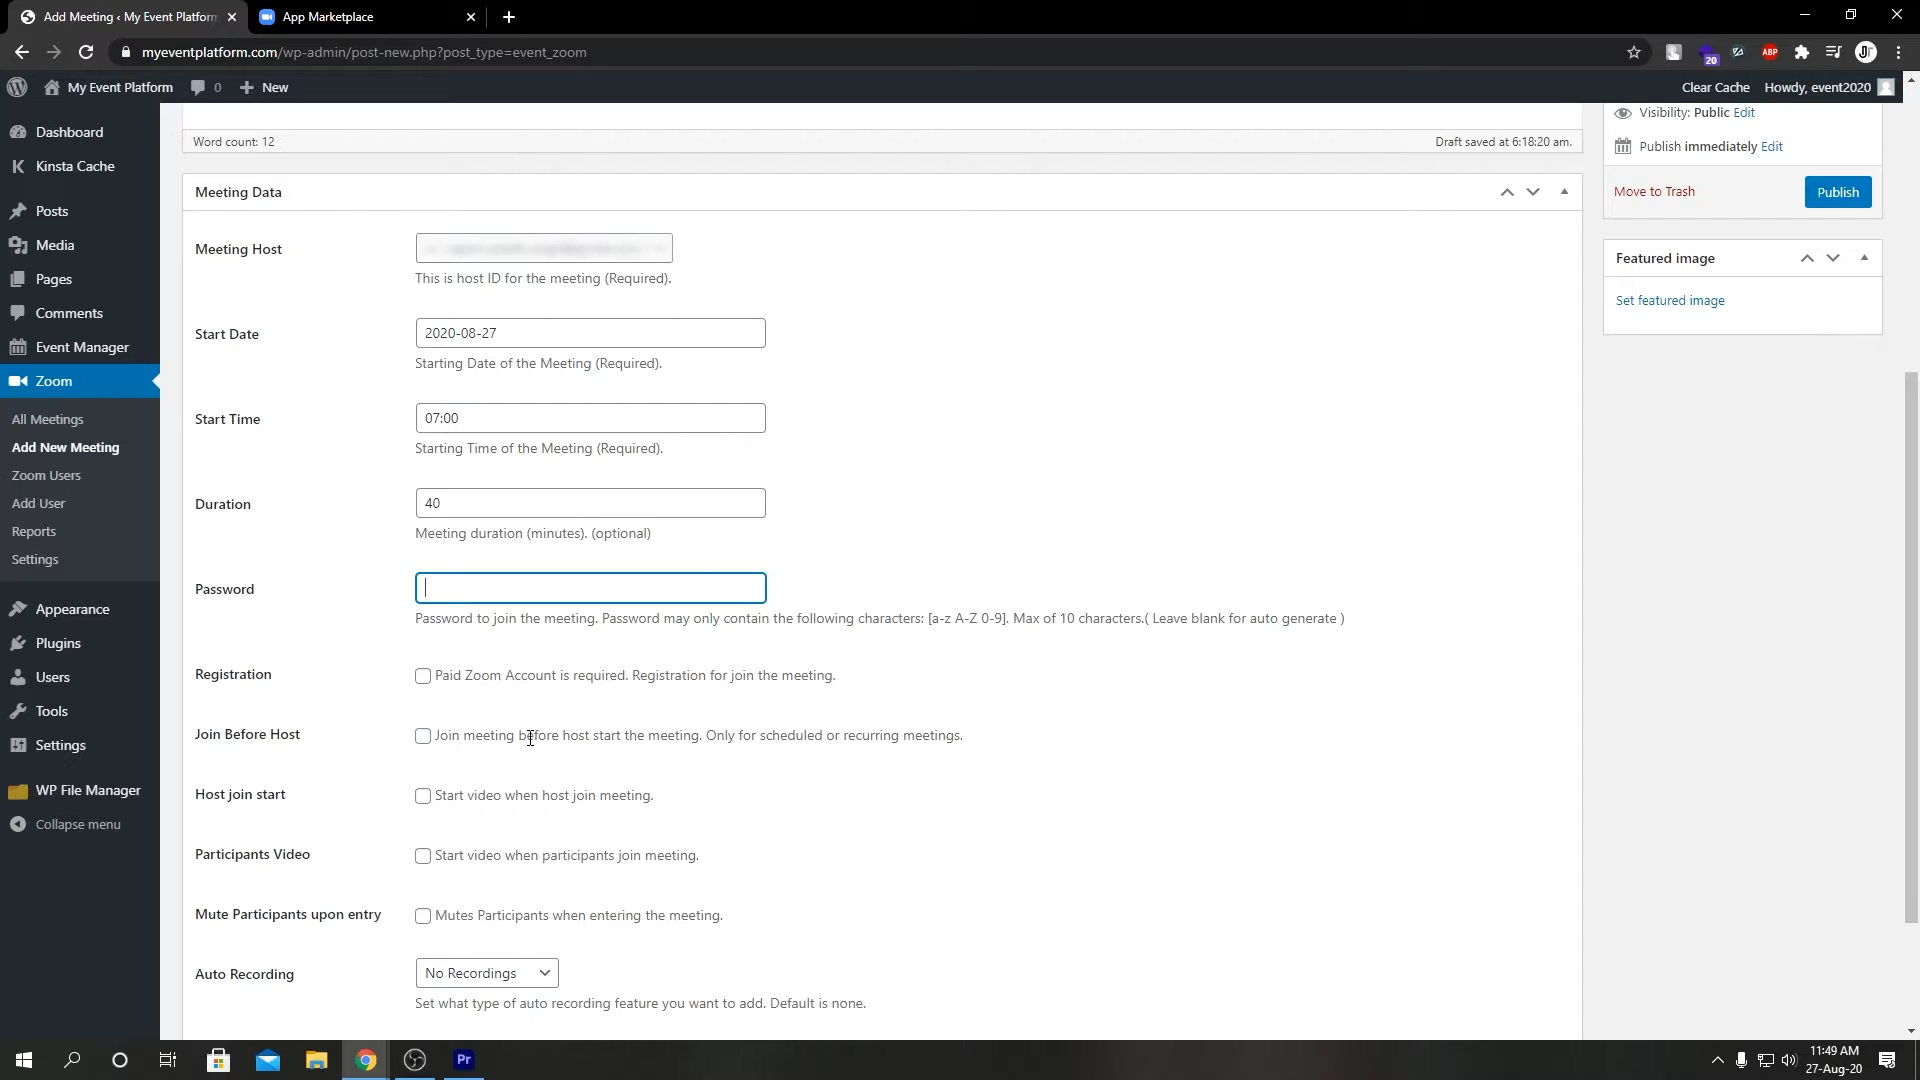 Add Meeting ‹ My Event Platform
App Marketplace
myeventplatform.com/wp-admin/post-new.php?post_type=event_zoom
20
ABP
My Event Platform
0
New
Clear Cache
Howdy, event2020
Dashboard
Kinsta Cache
Posts
Media
Pages
Comments
Event Manager
Zoom
All Meetings
Add New Meeting
Zoom Users
Add User
Reports
Settings
Appearance
Plugins
Users
Tools
Settings
WP File Manager
Collapse menu
Word count: 12
Draft saved at 6:18:20 am.
Meeting Data
Meeting Host
This is host ID for the meeting (Required).
Start Date
2020-08-27
Starting Date of the Meeting (Required).
Start Time
07:00
Starting Time of the Meeting (Required).
Duration
40
Meeting duration (minutes). (optional)
Password
Password to join the meeting. Password may only contain the following characters: [a-z A-Z 0-9]. Max of 10 characters.( Leave blank for auto generate )
Registration
Paid Zoom Account is required. Registration for join the meeting.
Join Before Host
Join meeting before host start the meeting. Only for scheduled or recurring meetings.
Host join start
Start video when host join meeting.
Participants Video
Start video when participants join meeting.
Mute Participants upon entry
Mutes Participants when entering the meeting.
Auto Recording
No Recordings
Set what type of auto recording feature you want to add. Default is none.
Visibility: Public Edit
Publish immediately Edit
Move to Trash
Publish
Featured image
Set featured image
Pr
11:49 AM
27-Aug-20